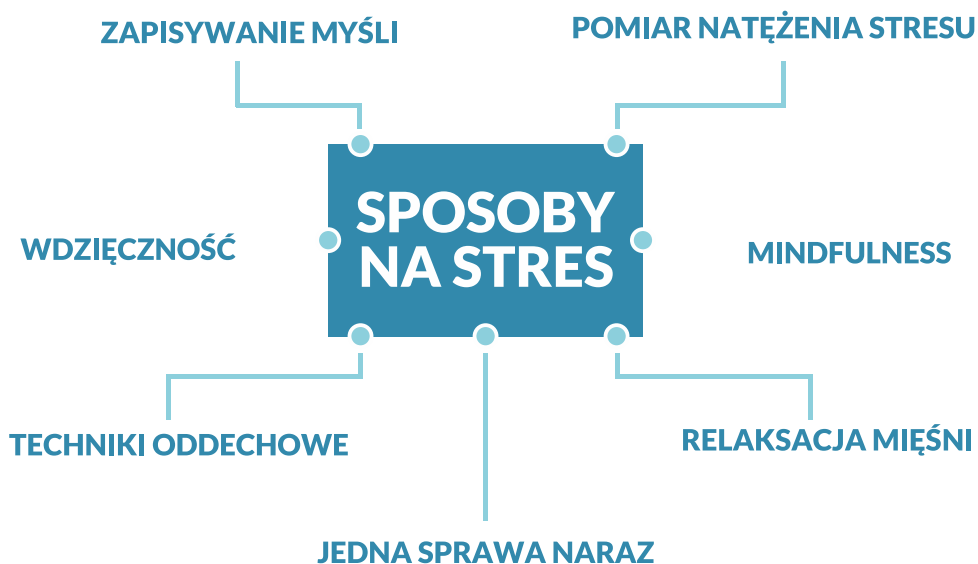 ZAPISYWANIE MYŚLI
POMIAR NATĘŻENIA STRESU
SPOSOBY
NA STRES
WDZIĘCZNOŚĆ
MINDFULNESS
TECHNIKI ODDECHOWE
RELAKSACJA MIĘŚNI
JEDNA SPRAWA NARAZ